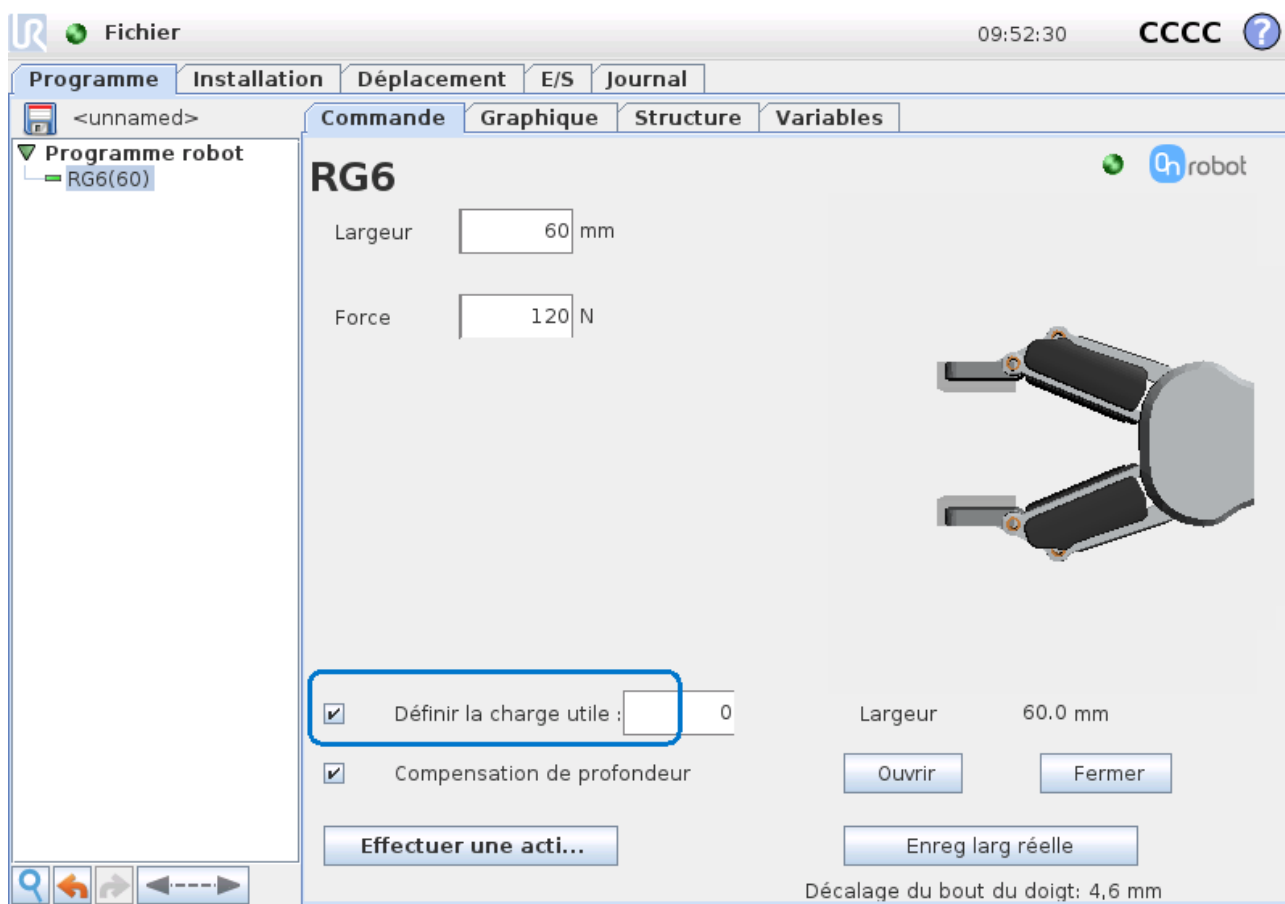 UR Fichier 09:52:30 CCCC ?
Programme Installation Déplacement E/S Journal
<unnamed> Commande Graphique Structure Variables
Programme robot
RG6(60)
RG6
On robot
Largeur 60 mm
Force 120 N
Définir la charge utile : 0
Largeur 60.0 mm
Compensation de profondeur
Ouvrir Fermer
Effectuer une acti...
Enreg larg réelle
Décalage du bout du doigt: 4,6 mm